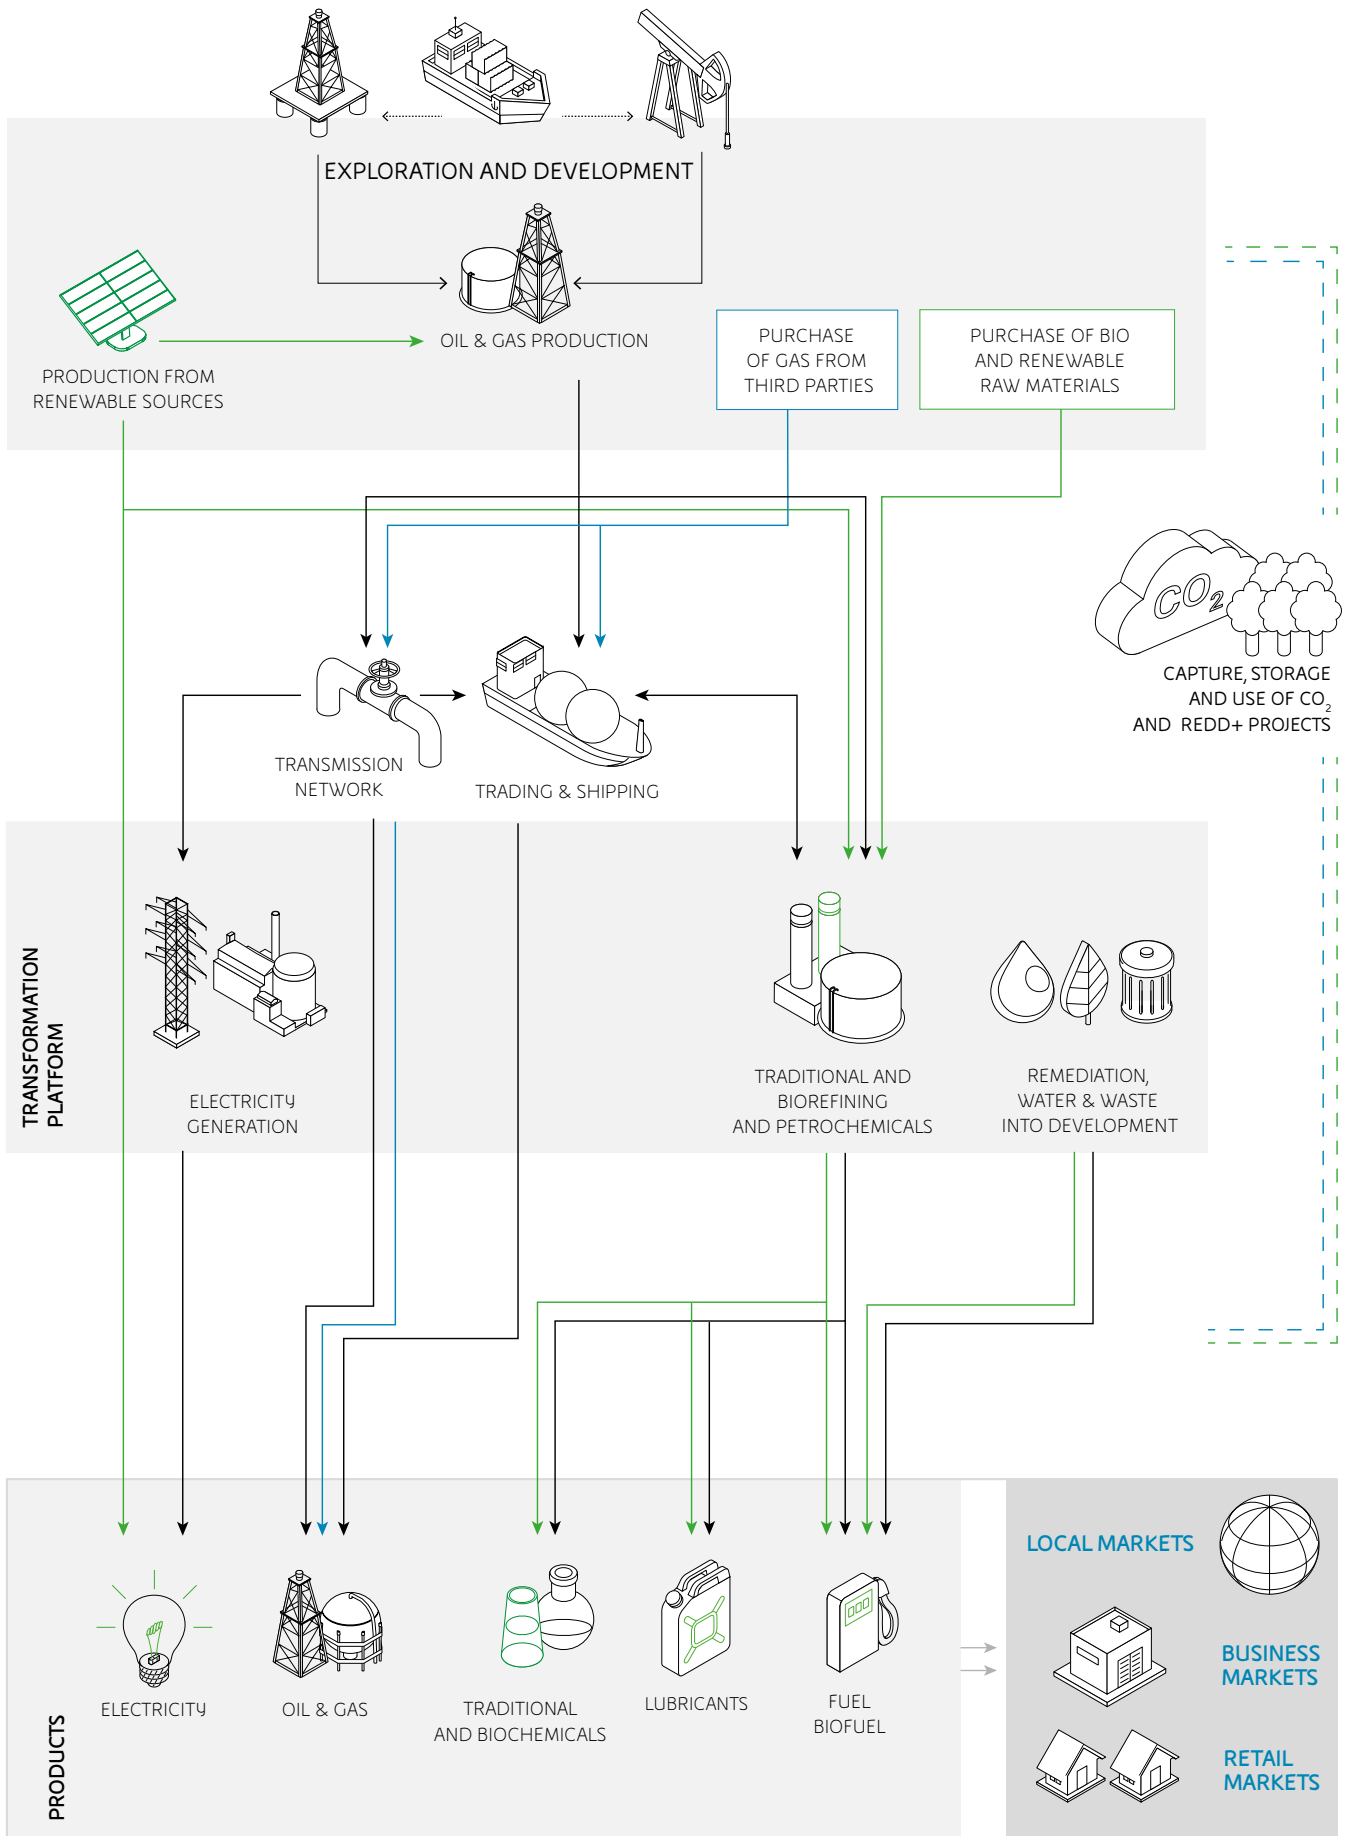 EXPLORATION AND DEVELOPMENT
OIL & GAS PRODUCTION
PRODUCTION FROM
RENEWABLE SOURCES
PURCHASE
OF GAS FROM
THIRD PARTIES
PURCHASE OF BIO
AND RENEWABLE
RAW MATERIALS
CO2
CAPTURE, STORAGE
AND USE OF CO2
AND REDD+ PROJECTS
TRANSMISSION
NETWORK
TRADING & SHIPPING
TRANSFORMATION
PLATFORM
ELECTRICITY
GENERATION
TRADITIONAL AND
BIOREFINING
AND PETROCHEMICALS
REMEDIATION,
WATER & WASTE
INTO DEVELOPMENT
PRODUCTS
ELECTRICITY
OIL & GAS
TRADITIONAL
AND BIOCHEMICALS
LUBRICANTS
FUEL
BIOFUEL
LOCAL MARKETS
BUSINESS
MARKETS
RETAIL
MARKETS